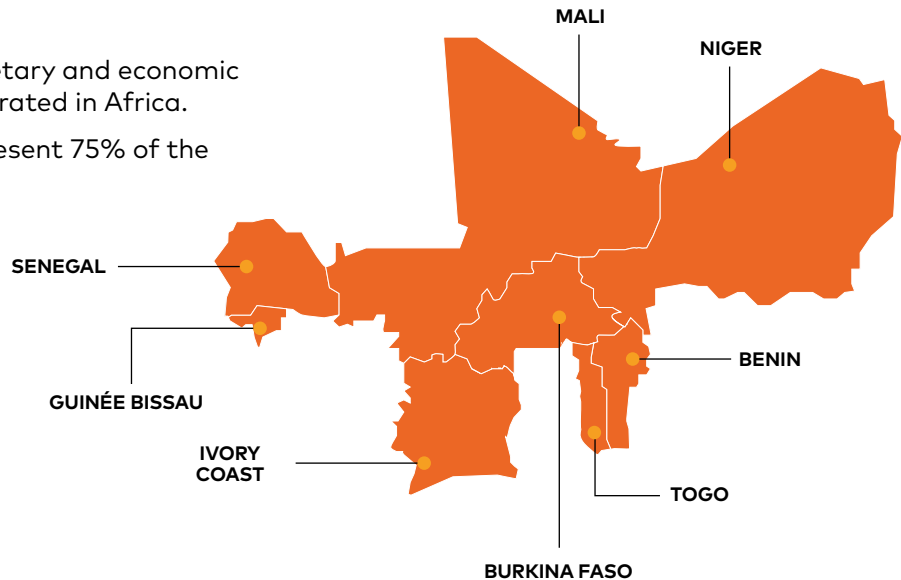 MALI
NIGER
etary and economic
rated in Africa.
esent 75% of the
SENEGAL
BENIN
GUINÉE BISSAU
IVORY
COAST
TOGO
BURKINA FASO